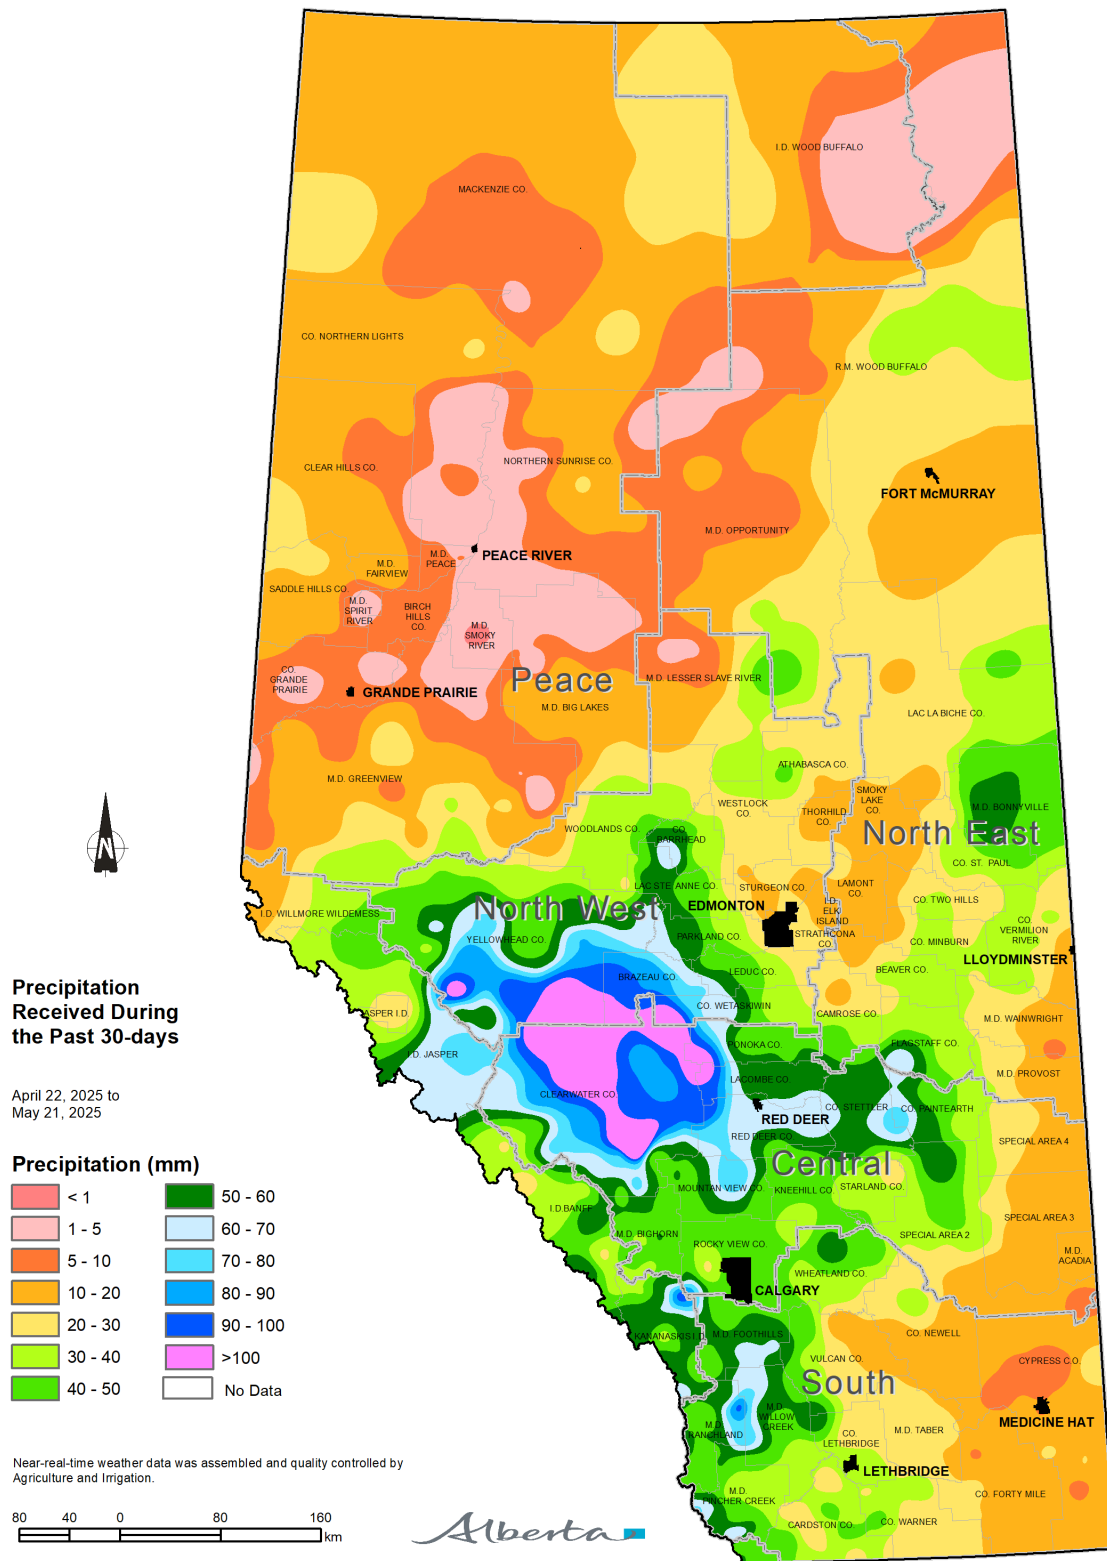 I.D. WOOD BUFFALO
MACKENZIE CO.
CO. NORTHERN LIGHTS
R.M. WOOD BUFFALO
CLEAR HILLS CO.
NORTHERN SUNRISE CO.
FORT McMURRAY
M.D. OPPORTUNITY
PEACE RIVER
M.D.
PEACE
M.D.
FAIRVIEW
SADDLE HILLS CO.
M.D.
SPIRIT
RIVER
BIRCH
HILLS
CO.
M.D.
SMOKY
RIVER
CO.
GRANDE
PRAIRIE
GRANDE PRAIRIE
Peace
M.D. LESSER SLAVE RIVER
M.D. BIG LAKES
LAC LA BICHE CO.
M.D. GREENVIEW
ATHABASCA CO.
WESTLOCK
CO.
THORHILD
CO.
SMOKY
LAKE
CO.
M.D. BONNYVILLE
North East
WOODLANDS CO.
CO.
BARRHEAD
CO. ST. PAUL
LAC STE ANNE CO.
STURGEON CO.
LAMONT
CO.
CO. TWO HILLS
EDMONTON
I.D.
ELK
ISLAND
North West
I.D. WILLMORE WILDERNESS
CO.
VERMILION
RIVER
YELLOWHEAD CO.
PARKLAND CO.
STRATHCONA
CO.
CO. MINBURN
LLOYDMINSTER
BRAZEAU CO.
LEDUC CO.
BEAVER CO.
CO. WETASKIWIN
CAMROSE CO.
M.D. WAINWRIGHT
JASPER I.D.
I.D. JASPER
PONOKA CO.
FLAGSTAFF CO.
M.D. PROVOST
LACOMBE CO.
CLEARWATER CO.
CO. STETTLER
CO. PAINTEARTH
RED DEER
RED DEER CO.
SPECIAL AREA 4
Central
MOUNTAN VIEW CO.
KNEEHILL CO.
STARLAND CO.
I.D.BANFF
SPECIAL AREA 3
M.D. BIGHORN
SPECIAL AREA 2
ROCKY VIEW CO.
M.D.
ACADIA
WHEATLAND CO.
CALGARY
KANANASKIS I.D.
M.D. FOOTHILLS
CO. NEWELL
VULCAN CO.
CYPRESS C.O.
South
M.D.
WILLOW
CREEK
MEDICINE HAT
M.D.
RANCHLAND
M.D. TABER
CO.
LETHBRIDGE
LETHBRIDGE
M.D.
PINCHER CREEK
CO. FORTY MILE
CARDSTON CO.
CO. WARNER
N
Precipitation
Received During
the Past 30-days
April 22, 2025 to
May 21, 2025
Precipitation (mm)
< 1
1 - 5
5 - 10
10 - 20
20 - 30
30 - 40
40 - 50
50 - 60
60 - 70
70 - 80
80 - 90
90 - 100
>100
No Data
Near-real-time weather data was assembled and quality controlled by
Agriculture and Irrigation.
80 40 0 80 160
km
Alberta